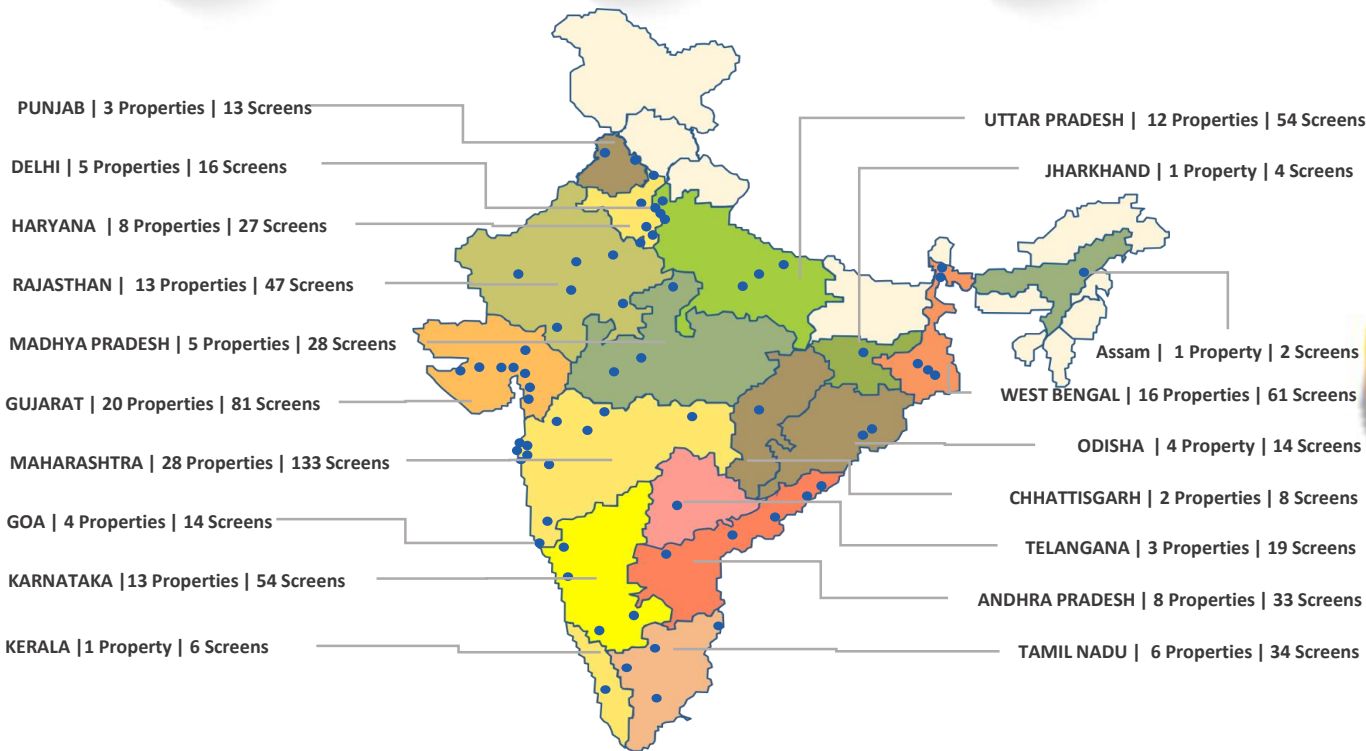 PUNJAB | 3 Properties | 13 Screens
DELHI | 5 Properties | 16 Screens
HARYANA | 8 Properties | 27 Screens
RAJASTHAN | 13 Properties | 47 Screens
MADHYA PRADESH | 5 Properties | 28 Screens
GUJARAT | 20 Properties | 81 Screens
MAHARASHTRA | 28 Properties | 133 Screens
GOA | 4 Properties | 14 Screens
KARNATAKA |13 Properties | 54 Screens
KERALA |1 Property | 6 Screens
UTTAR PRADESH | 12 Properties | 54 Screens
JHARKHAND | 1 Property | 4 Screens
Assam | 1 Property | 2 Screens
WEST BENGAL | 16 Properties | 61 Screens
ODISHA | 4 Property | 14 Screens
CHHATTISGARH | 2 Properties | 8 Screens
TELANGANA | 3 Properties | 19 Screens
ANDHRA PRADESH | 8 Properties | 33 Screens
TAMIL NADU | 6 Properties | 34 Screens